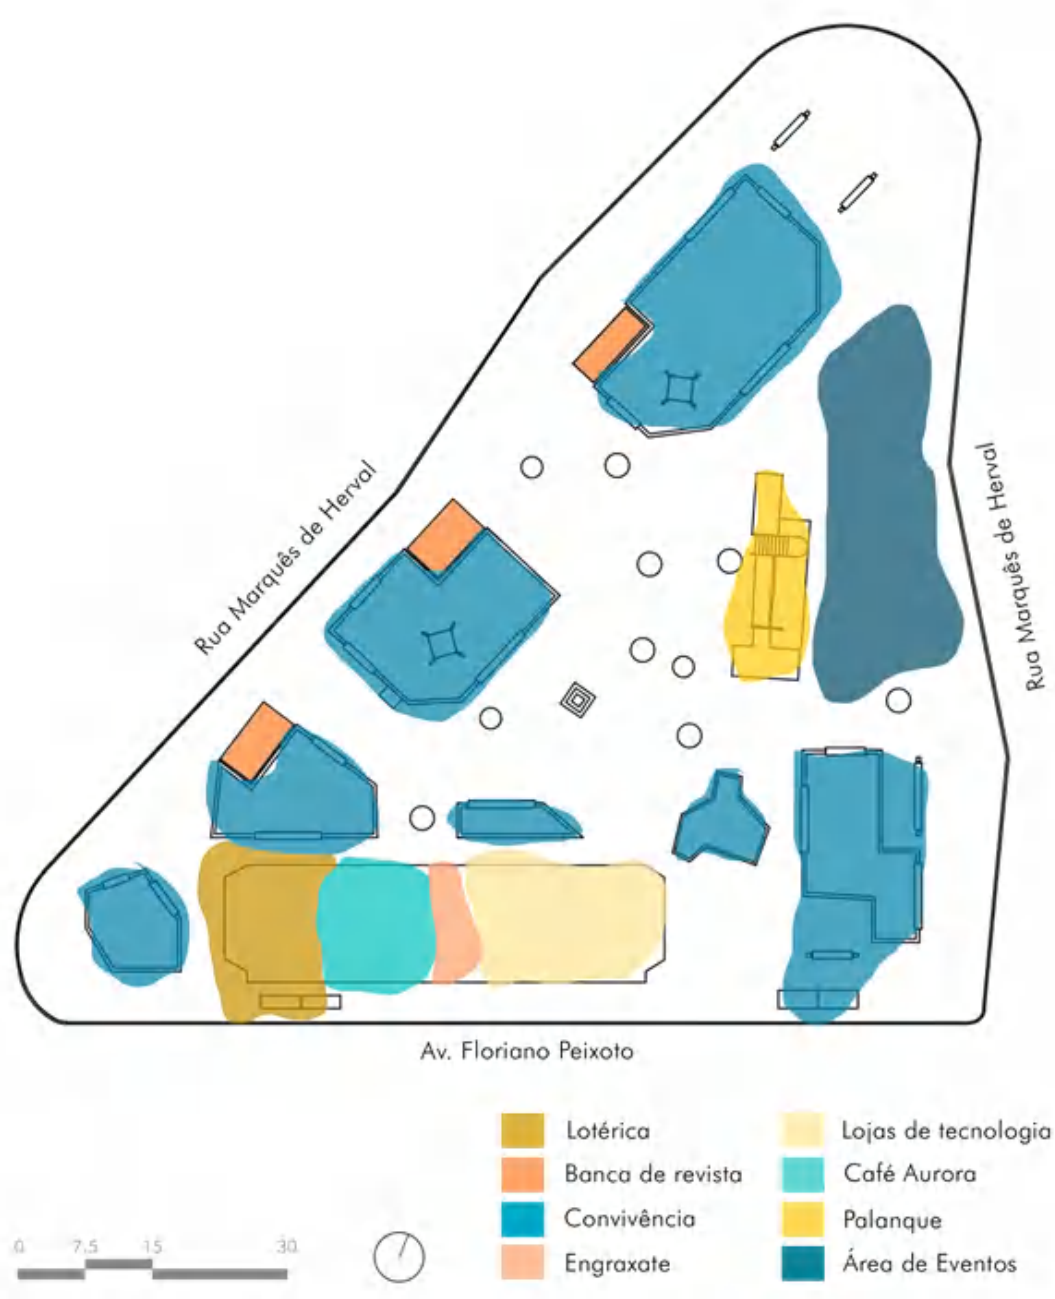 Rua Marquês de Herval
Rua Marquês de Herval
Av. Floriano Peixoto
Lotérica
Banca de revista
Convivência
Engraxate
Lojas de tecnologia
Café Aurora
Palanque
Área de Eventos
0 7.5 15 30